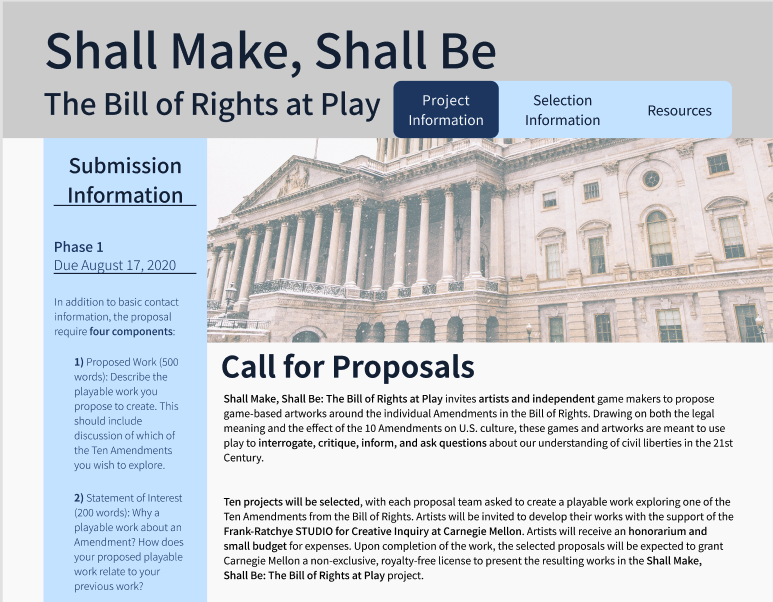 Shall Make, Shall Be
The Bill of Rights at Play
Project
Information
Selection
Information
Resources
Submission
Information
Phase 1
Due August 17, 2020
In addition to basic contact
information, the proposal
require four components:
1) Proposed Work (500
words): Describe the
playable work you
propose to create. This
should include
discussion of which of
the Ten Amendments
you wish to explore.
2) Statement of Interest
(200 words): Why a
playable work about an
Amendment? How does
your proposed playable
work relate to your
previous work?
Call for Proposals
Shall Make, Shall Be: The Bill of Rights at Play invites artists and independent game makers to propose
game-based artworks around the individual Amendments in the Bill of Rights. Drawing on both the legal
meaning and the effect of the 10 Amendments on U.S. culture, these games and artworks are meant to use
play to interrogate, critique, inform, and ask questions about our understanding of civil liberties in the 21st
Century.
Ten projects will be selected, with each proposal team asked to create a playable work exploring one of the
Ten Amendments from the Bill of Rights. Artists will be invited to develop their works with the support of the
Frank-Ratchye STUDIO for Creative Inquiry at Carnegie Mellon. Artists will receive an honorarium and
small budget for expenses. Upon completion of the work, the selected proposals will be expected to grant
Carnegie Mellon a non-exclusive, royalty-free license to present the resulting works in the Shall Make,
Shall Be: The Bill of Rights at Play project.